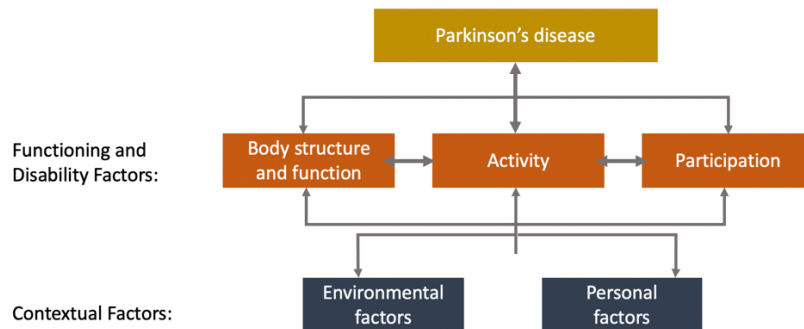 Parkinson’s disease
Functioning and
Disability Factors:
Body structure
and function
Activity
Participation
Contextual Factors:
Environmental
factors
Personal
factors